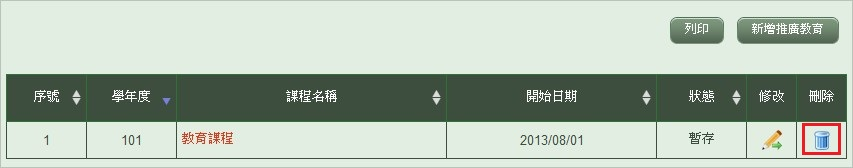 列印 新增推廣教育
序號 學年度 課程名稱 開始日期 狀態 修改 刪除
1 101 教育課程 2013/08/01 暫存